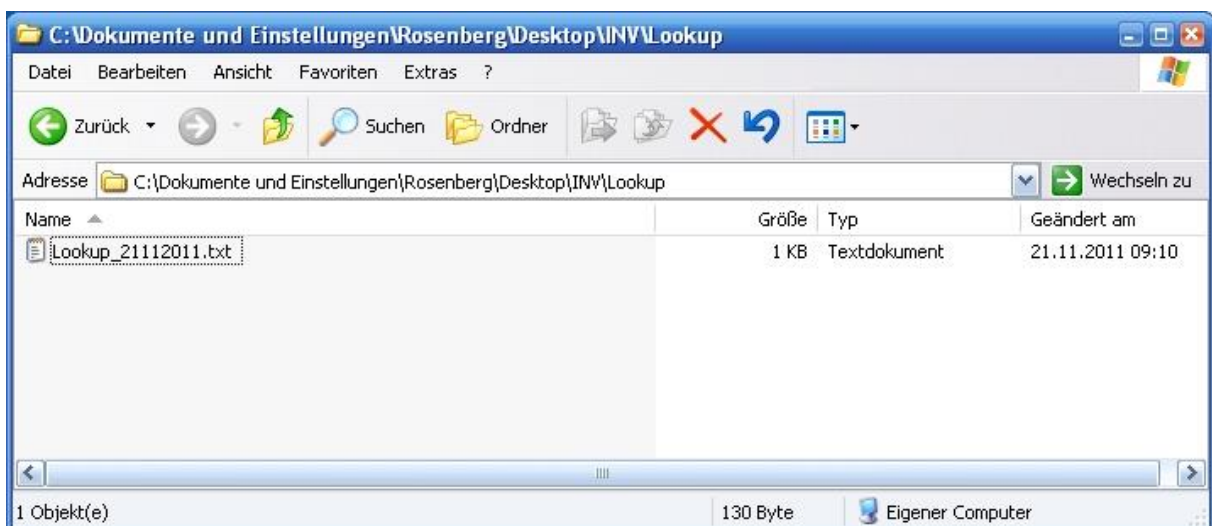 C:\Dokumente und Einstellungen\Rosenberg\Desktop\INV\Lookup
Datei Bearbeiten Ansicht Favoriten Extras ?
Zurück Suchen Ordner
Adresse C:\Dokumente und Einstellungen\Rosenberg\Desktop\INV\Lookup Wechseln zu
Name Größe Typ Geändert am
Lookup_21112011.txt 1 KB Textdokument 21.11.2011 09:10
1 Objekt(e) 130 Byte Eigener Computer